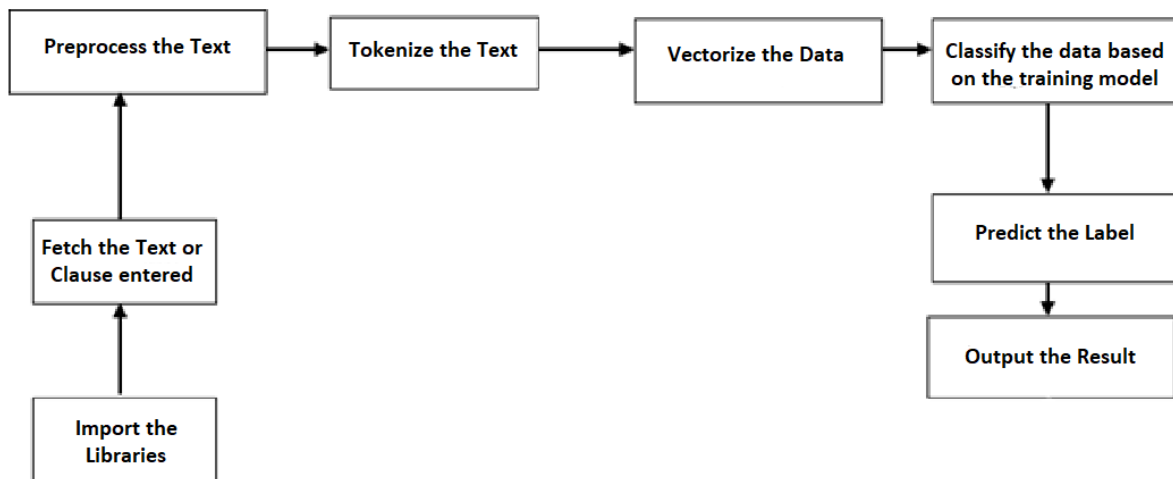 Preprocess the Text
Tokenize the Text
Vectorize the Data
Classify the data based
on the training model
Fetch the Text or
Clause entered
Predict the Label
Output the Result
Import the
Libraries